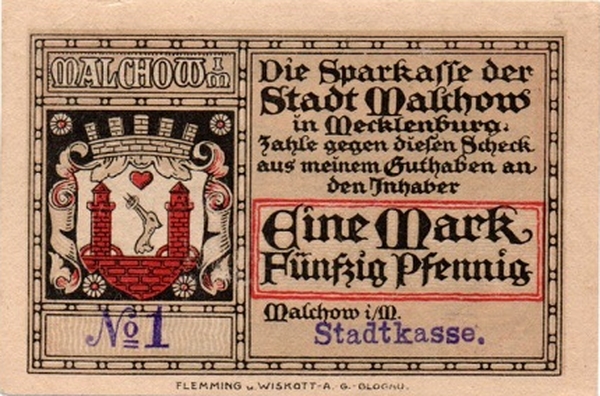 MALCHOW I/M
Die Sparkasse der
Stadt Malchow
in Mecklenburg.
Zahle gegen diesen Scheck
aus meinem Guthaben an
den Inhaber
Eine Mark
Fünfzig Pfennig
Malchow i/M.
Stadtkasse.
No 1
FLEMMING u. WISKOTT-A. G.-GLOGAU.